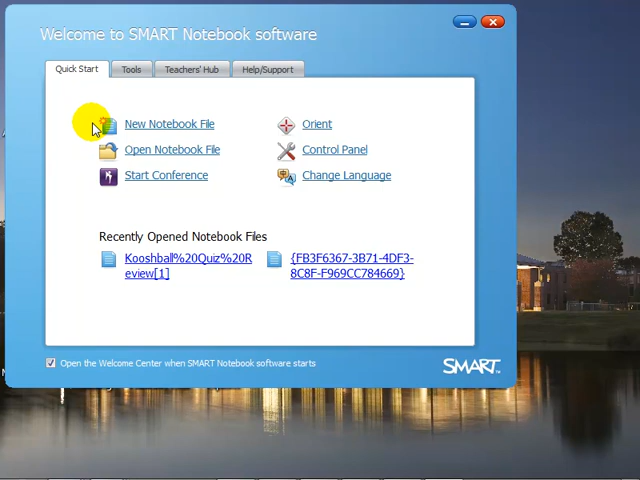 Welcome to SMART Notebook software
Quick Start
Tools
Teachers' Hub
Help/Support
New Notebook File
Orient
Open Notebook File
Control Panel
Start Conference
Change Language
Recently Opened Notebook Files
Kooshball%20Quiz%20R
eview[1]
{FB3F6367-3B71-4DF3-
8C8F-F969CC784669}
Open the Welcome Center when SMART Notebook software starts
SMART™